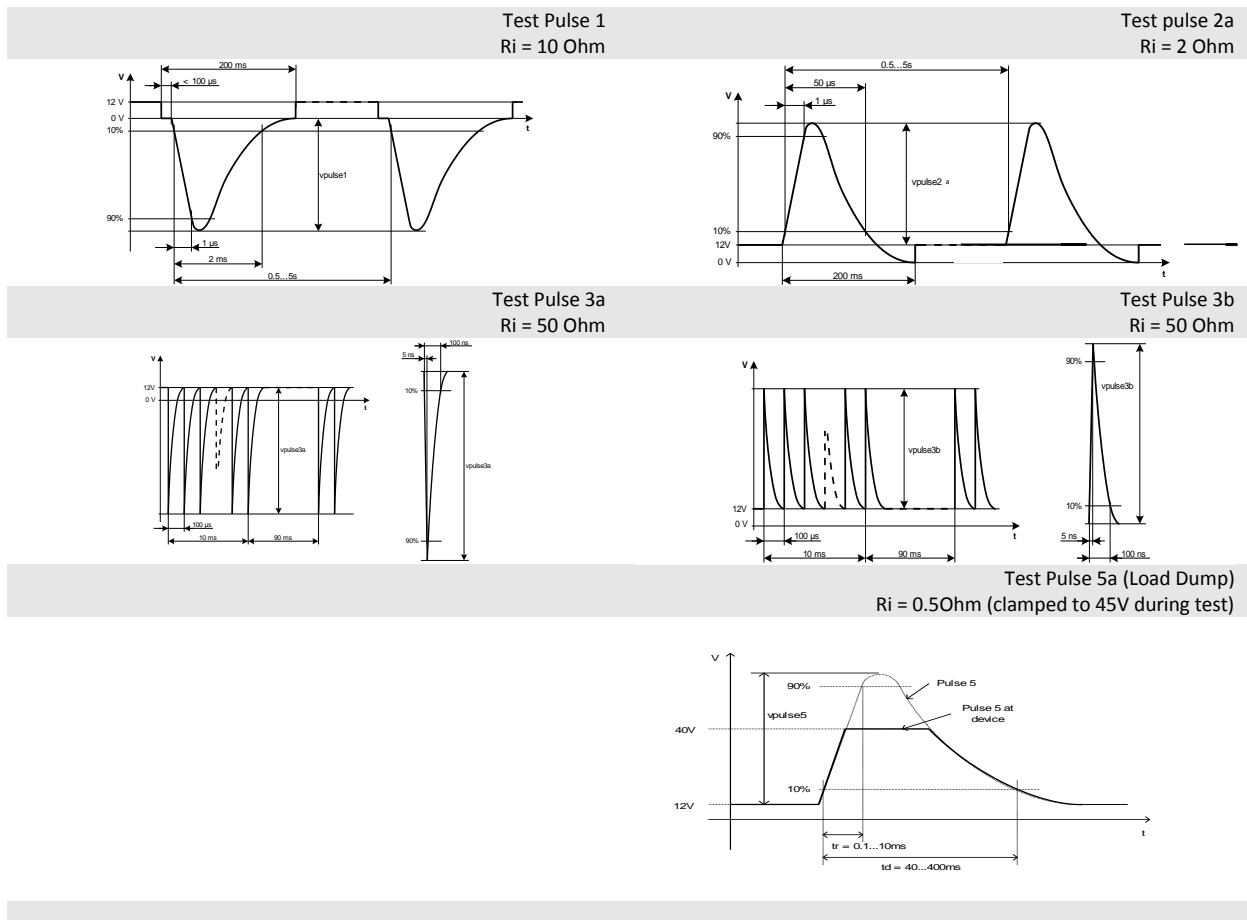 Test Pulse 1
Ri = 10 Ohm
200 ms
V
< 100 µs
12 V
0 V
t
10%
vpulse1
90%
1 µs
2 ms
0.5...5s
Test pulse 2a
Ri = 2 Ohm
0.5...5s
50 µs
V
1 µs
90%
vpulse2 a
10%
12V
0 V
t
200 ms
Test Pulse 3a
Ri = 50 Ohm
V
12V
0 V
t
vpulse3a
100 µs
10 ms
90 ms
100 ns
5 ns
10%
vpulse3a
90%
Test Pulse 3b
Ri = 50 Ohm
V
vpulse3b
12V
0 V
t
100 µs
10 ms
90 ms
90%
vpulse3b
10%
5 ns
100 ns
Test Pulse 5a (Load Dump)
Ri = 0.5Ohm (clamped to 45V during test)
V
90%
Pulse 5
vpulse5
Pulse 5 at
device
40V
10%
12V
t
tr = 0.1...10ms
td = 40...400ms